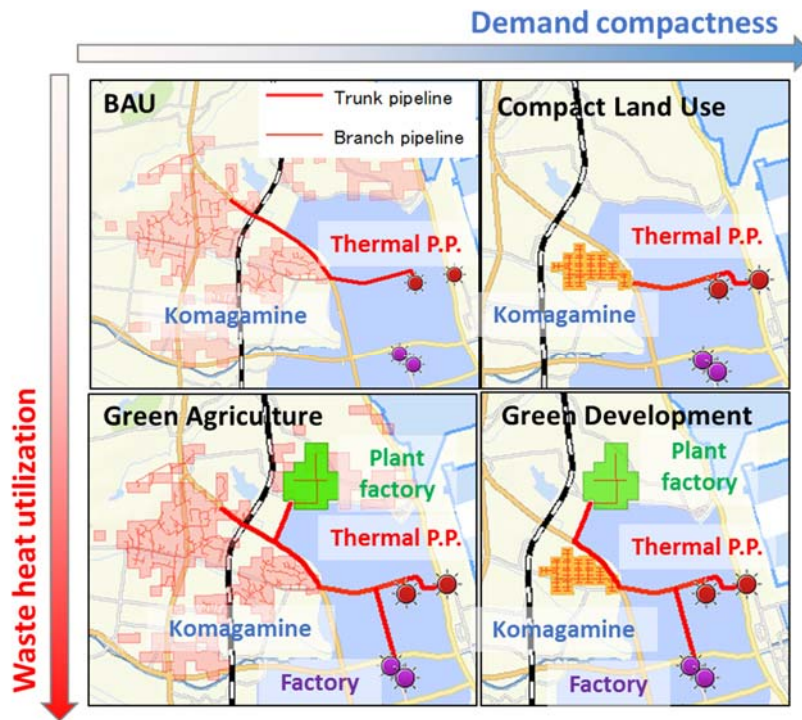 Demand compactness
Waste heat utilization
BAU
Trunk pipeline
Branch pipeline
Thermal P.P.
Komagamine
Compact Land Use
Thermal P.P.
Komagamine
Green Agriculture
Plant
factory
Thermal P.P.
Komagamine
Factory
Green Development
Plant
factory
Thermal P.P.
Komagamine
Factory